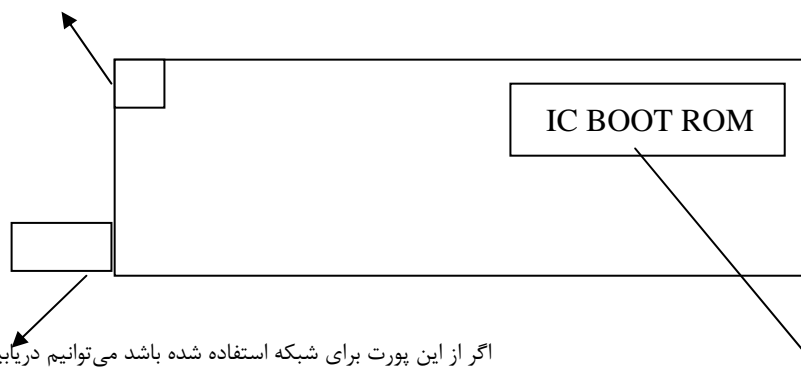 IC BOOT ROM
اگر از این پورت برای شبکه استفاده شده باشد می‌توانیم